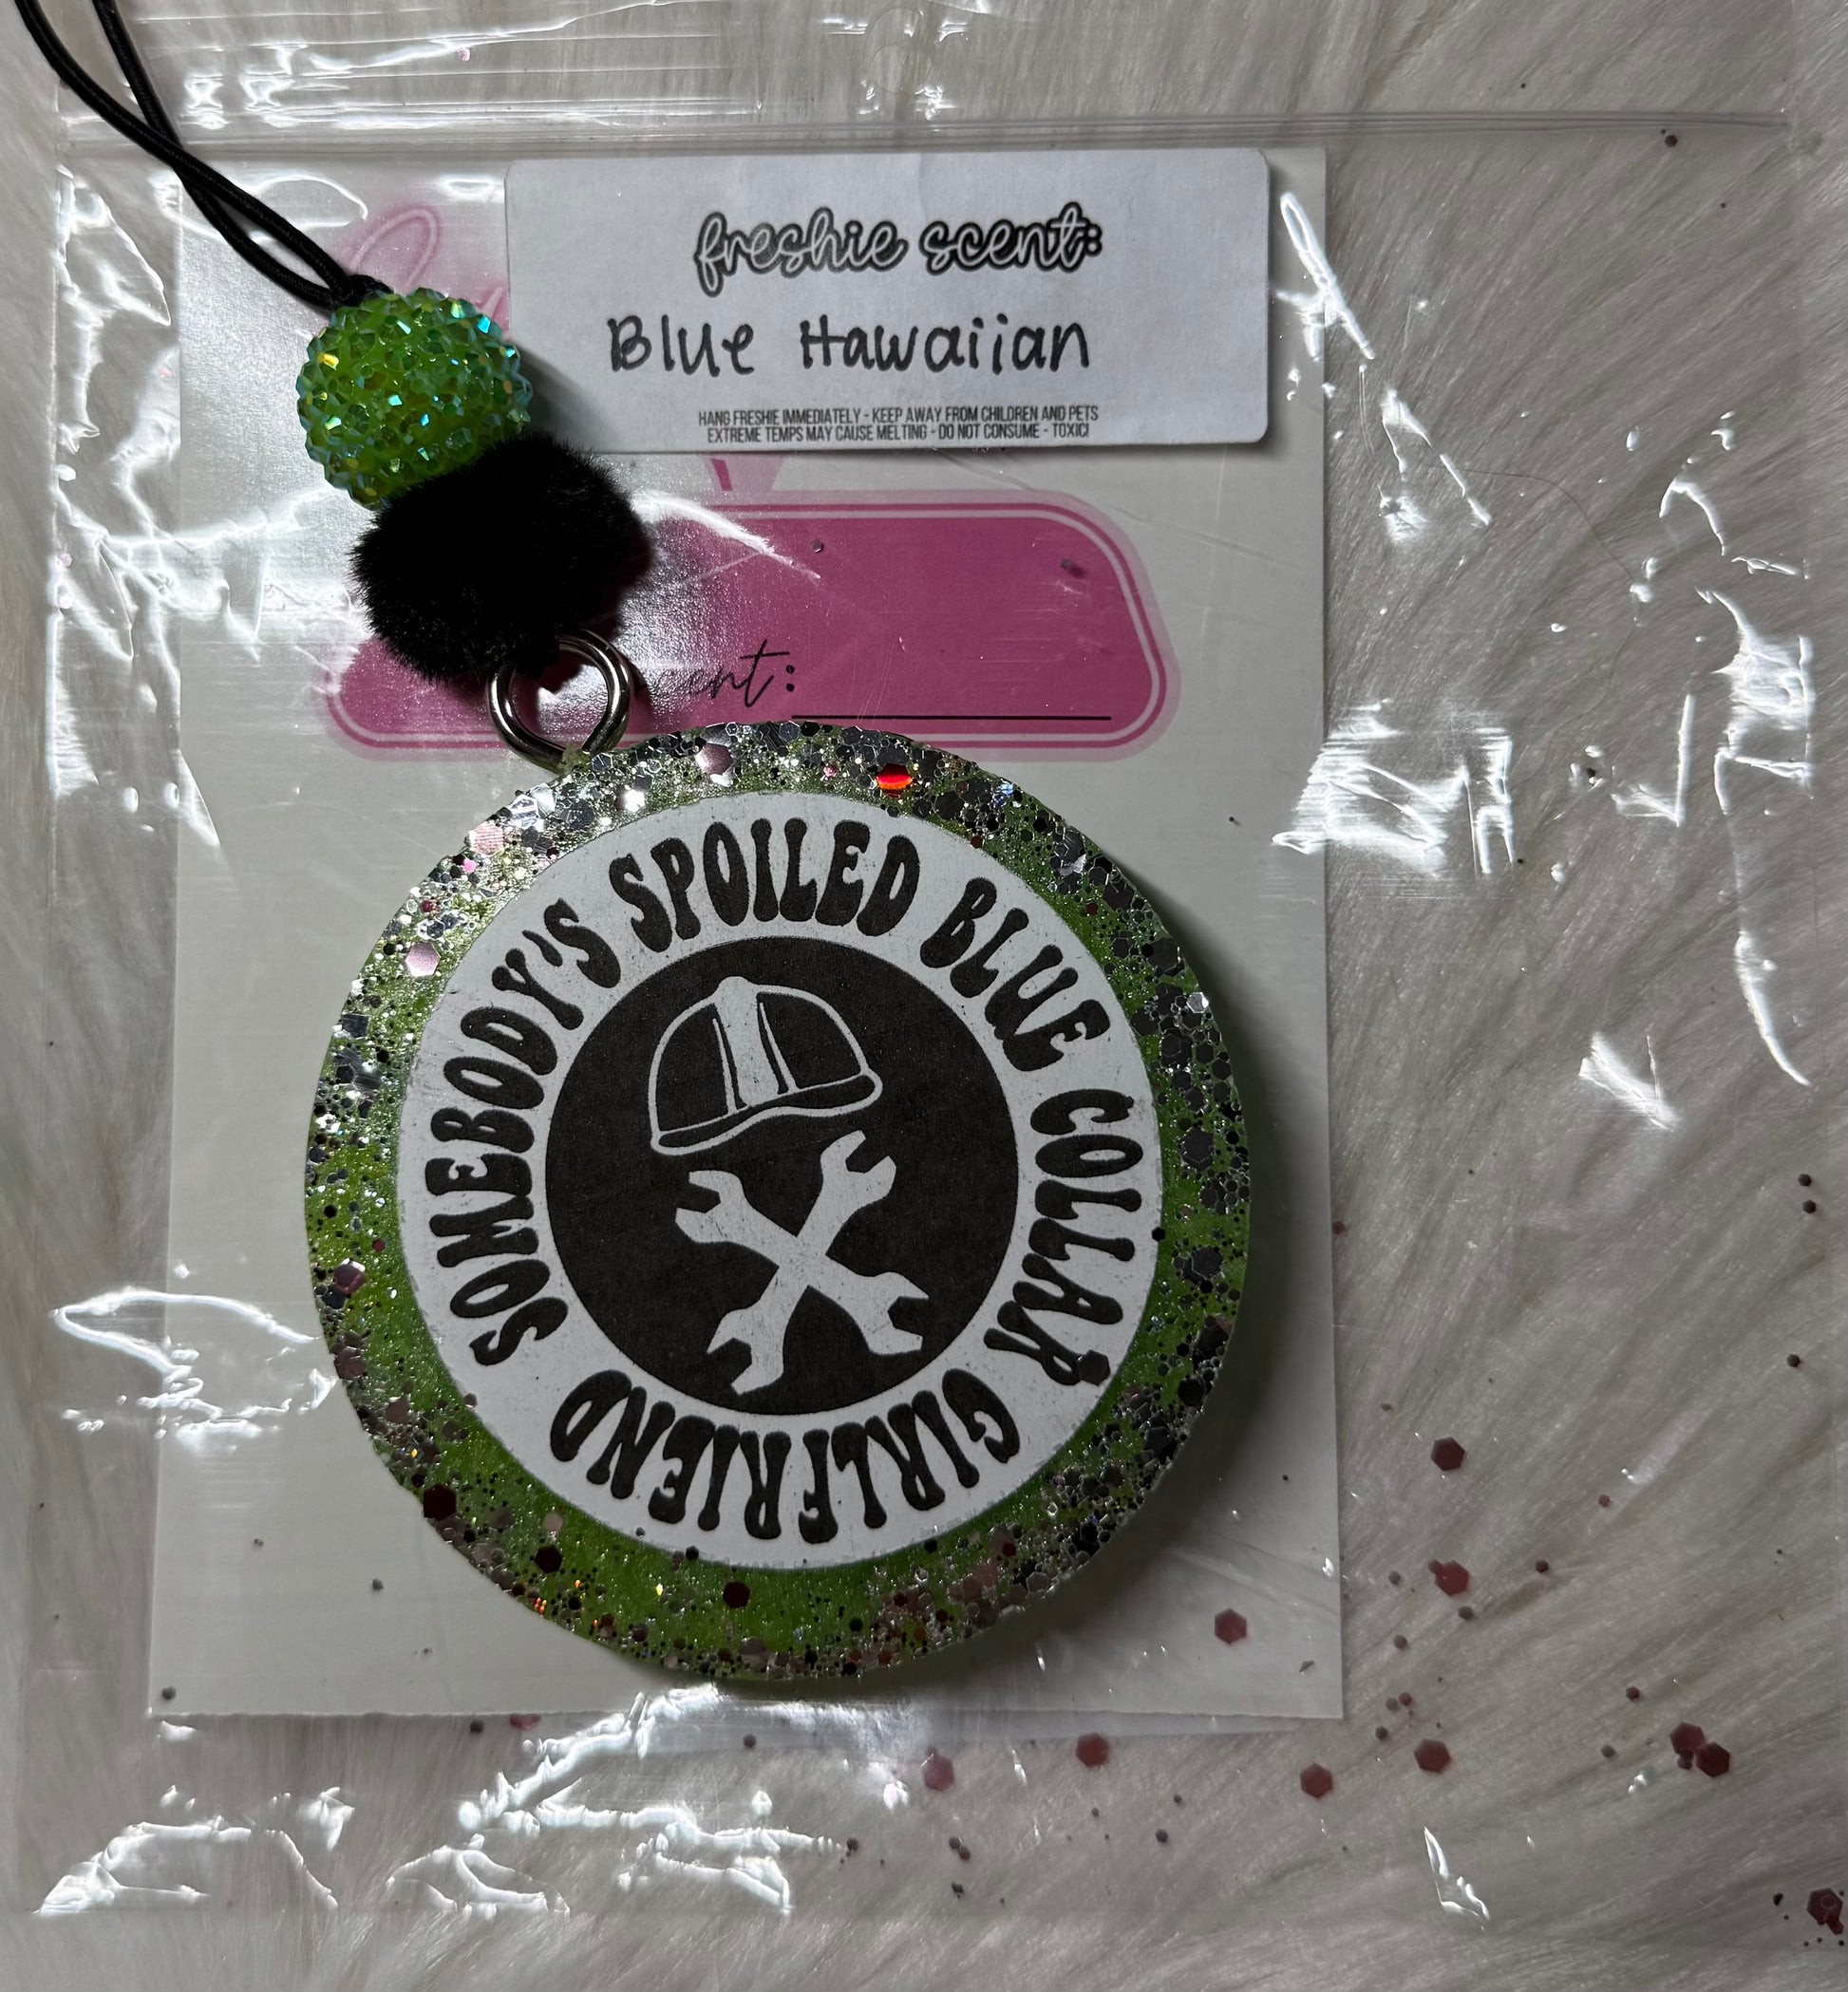 freshie scent:
Blue Hawaiian
HANG FRESHIE IMMEDIATELY - KEEP AWAY FROM CHILDREN AND PETS
EXTREME TEMPS MAY CAUSE MELTING - DO NOT CONSUME - TOXIC!
SOMEBODY'S SPOILED BLUE COLLAR GIRLFRIEND